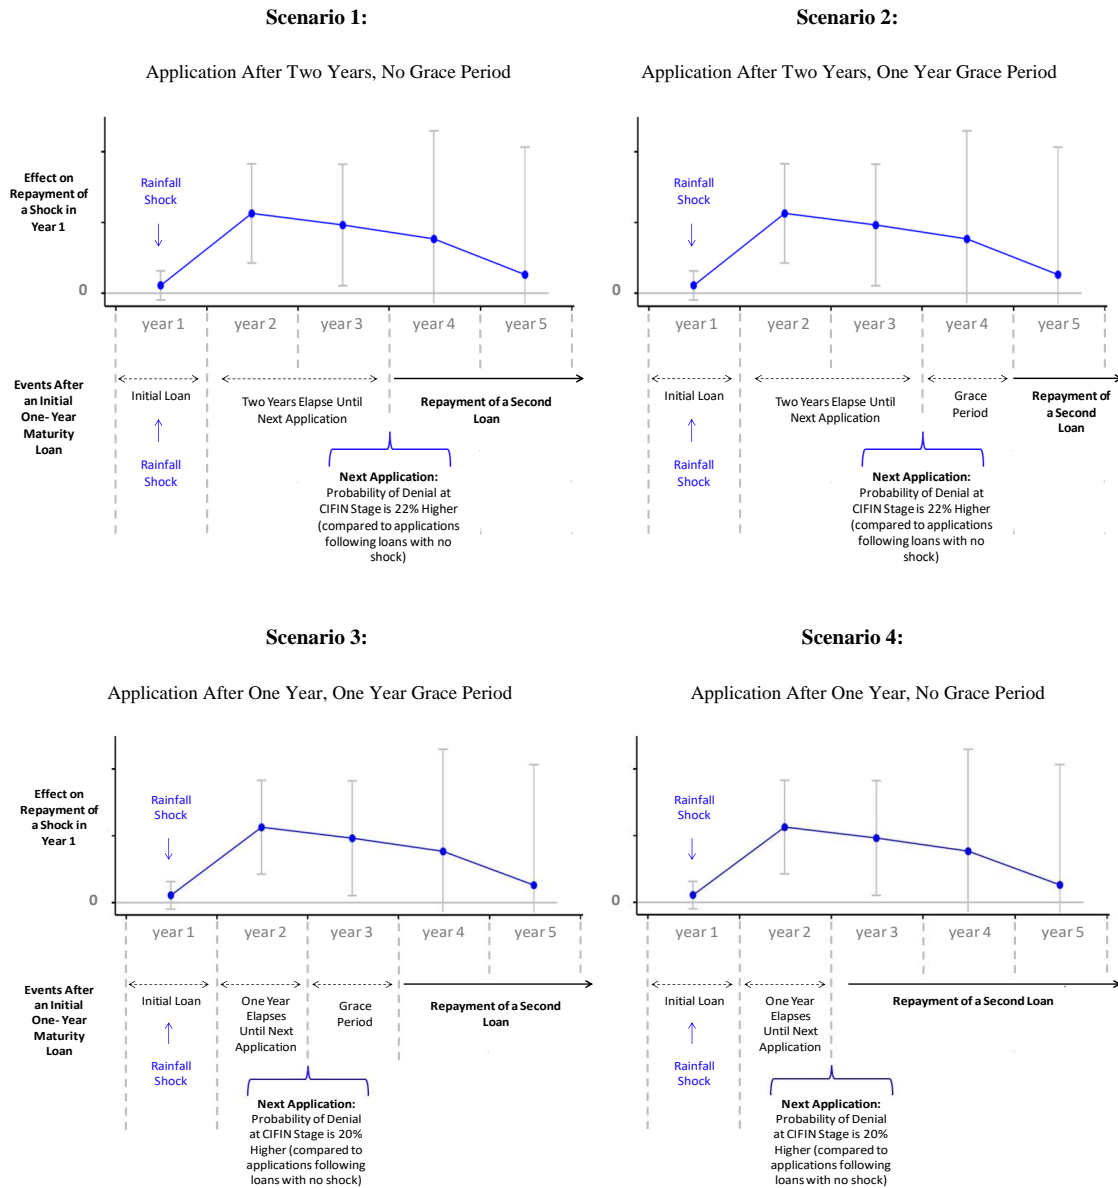 Scenario 1:
Application After Two Years, No Grace Period
Effect on
Repayment of
a Shock in
Year 1
Rainfall
Shock
0
year 1
year 2
year 3
year 4
year 5
Events After
an Initial
One- Year
Maturity
Loan
Initial Loan
Rainfall
Shock
Two Years Elapse Until
Next Application
Repayment of a Second
Loan
Next Application:
Probability of Denial at
CIFIN Stage is 22% Higher
(compared to applications
following loans with no
shock)
Scenario 2:
Application After Two Years, One Year Grace Period
Rainfall
Shock
0
year 1
year 2
year 3
year 4
year 5
Initial Loan
Rainfall
Shock
Two Years Elapse Until
Next Application
Grace
Period
Repayment of
a Second
Loan
Next Application:
Probability of Denial at
CIFIN Stage is 22% Higher
(compared to applications
following loans with no
shock)
Scenario 3:
Application After One Year, One Year Grace Period
Effect on
Repayment of
a Shock in
Year 1
Rainfall
Shock
0
year 1
year 2
year 3
year 4
year 5
Events After
an Initial
One- Year
Maturity
Loan
Initial Loan
Rainfall
Shock
One Year
Elapses
Until Next
Application
Grace
Period
Repayment of a Second
Loan
Next Application:
Probability of Denial
at CIFIN Stage is 20%
Higher (compared to
applications following
loans with no shock)
Scenario 4:
Application After One Year, No Grace Period
Rainfall
Shock
0
year 1
year 2
year 3
year 4
year 5
Initial Loan
Rainfall
Shock
One Year
Elapses
Until Next
Application
Repayment of a Second Loan
Next Application:
Probability of Denial
at CIFIN Stage is 20%
Higher (compared to
applications following
loans with no shock)